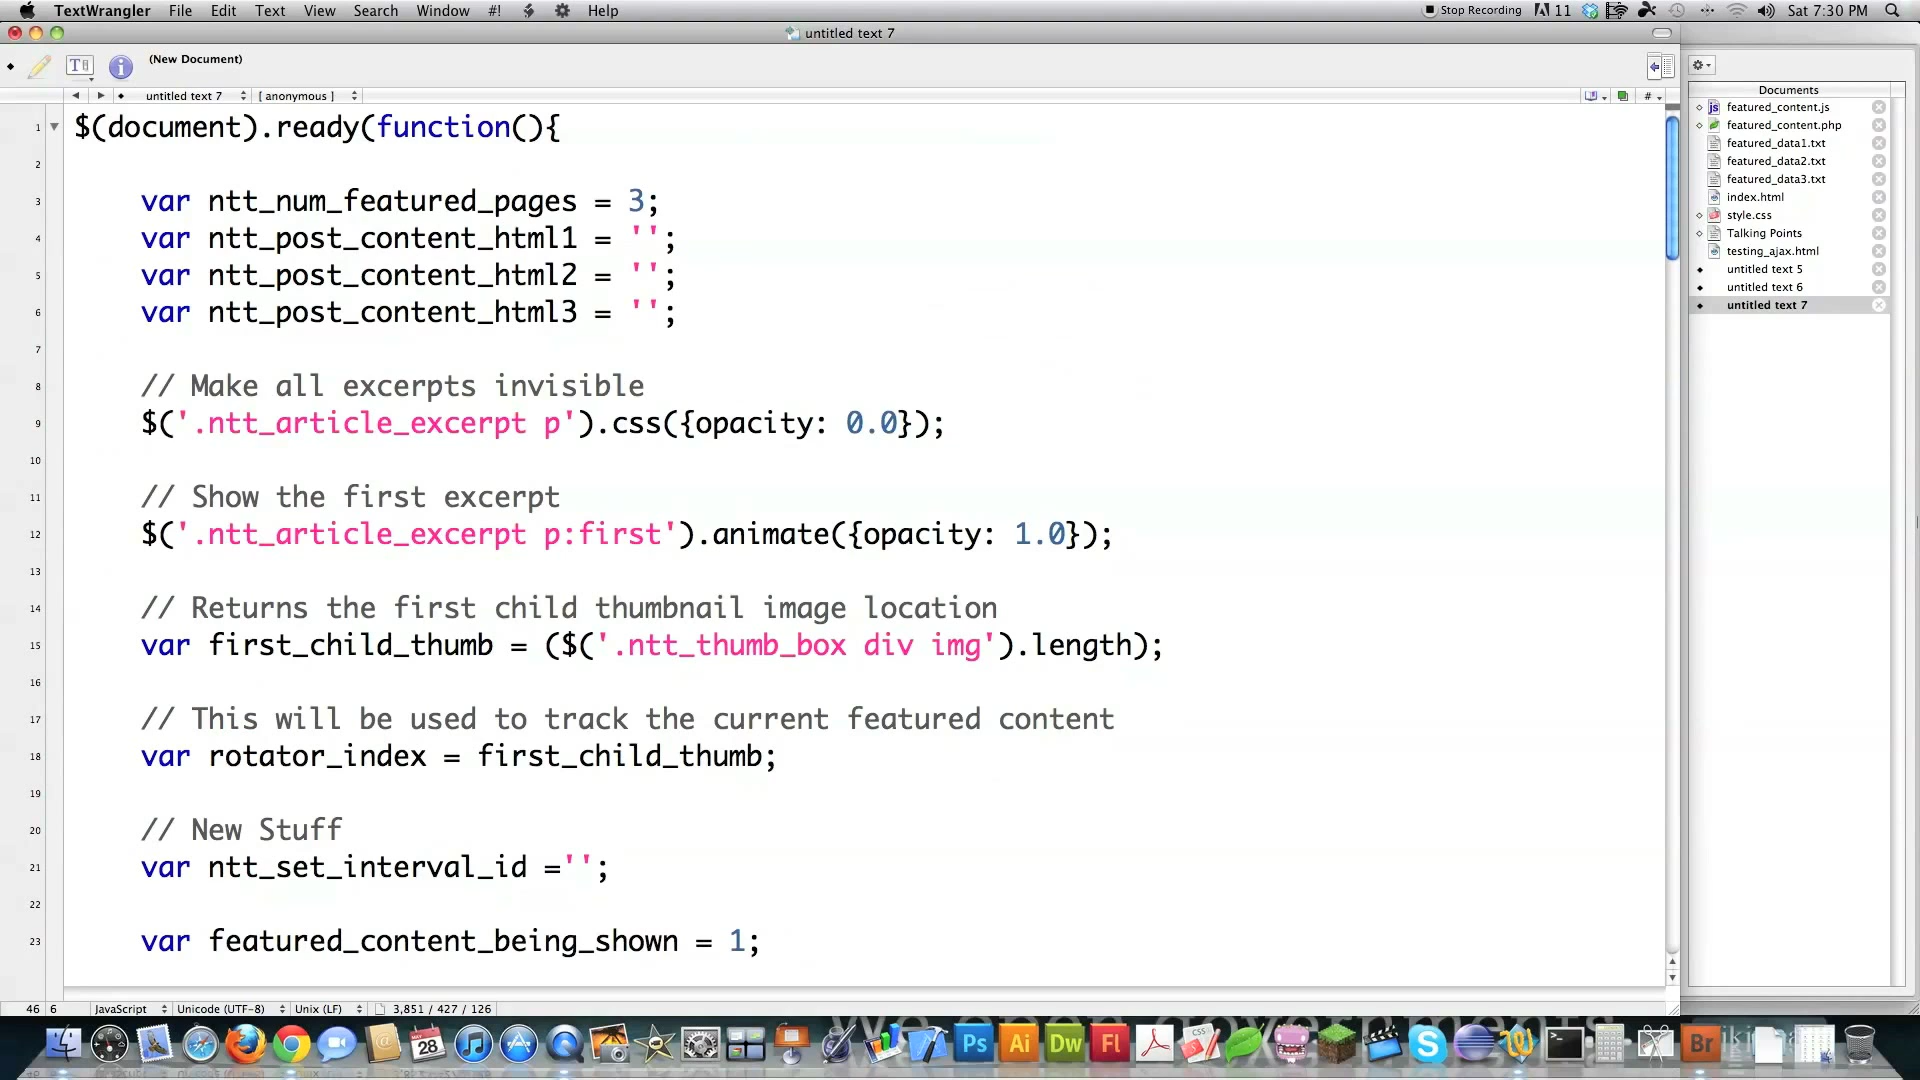 TextWrangler File Edit Text View Search Window #! Help Stop Recording 11 Sat 7:30 PM
untitled text 7
(New Document)
untitled text 7 [ anonymous ] #
1 $(document).ready(function(){
2
3 var ntt_num_featured_pages = 3;
4 var ntt_post_content_html1 = '';
5 var ntt_post_content_html2 = '';
6 var ntt_post_content_html3 = '';
7
8 // Make all excerpts invisible
9 $('.ntt_article_excerpt p').css({opacity: 0.0});
10
11 // Show the first excerpt
12 $('.ntt_article_excerpt p:first').animate({opacity: 1.0});
13
14 // Returns the first child thumbnail image location
15 var first_child_thumb = ($('.ntt_thumb_box div img').length);
16
17 // This will be used to track the current featured content
18 var rotator_index = first_child_thumb;
19
20 // New Stuff
21 var ntt_set_interval_id ='';
22
23 var featured_content_being_shown = 1;
Documents
featured_content.js
featured_content.php
featured_data1.txt
featured_data2.txt
featured_data3.txt
index.html
style.css
Talking Points
testing_ajax.html
untitled text 5
untitled text 6
untitled text 7
46 6 JavaScript Unicode (UTF-8) Unix (LF) 3,851 / 427 / 126
28 Ps Ai Dw Fl CSS S Br